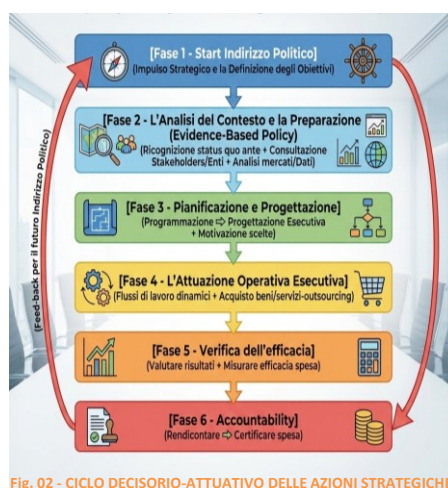 [Fase 1 - Start Indirizzo Politico]
(Impulso Strategico e la Definizione degli Obiettivi)
[Fase 2 - L'Analisi del Contesto e la Preparazione
(Evidence-Based Policy)
(Ricognizione status quo ante + Consultazione
Stakeholders/Enti + Analisi mercati/Dati)
[Fase 3 - Pianificazione e Progettazione]
(Programmazione ⇨ Progettazione Esecutiva
+ Motivazione scelte)
[Fase 4 - L'Attuazione Operativa Esecutiva]
(Flussi di lavoro dinamici + Acquisto beni/servizi-outsourcing)
[Fase 5 - Verifica dell'efficacia]
(Valutare risultati + Misurare efficacia spesa)
[Fase 6 - Accountability]
(Rendicontare ⇨ Certificare spesa)
(Feed-back per il futuro Indirizzo Politico)
Fig. 02 - CICLO DECISORIO-ATTUATIVO DELLE AZIONI STRATEGICHE